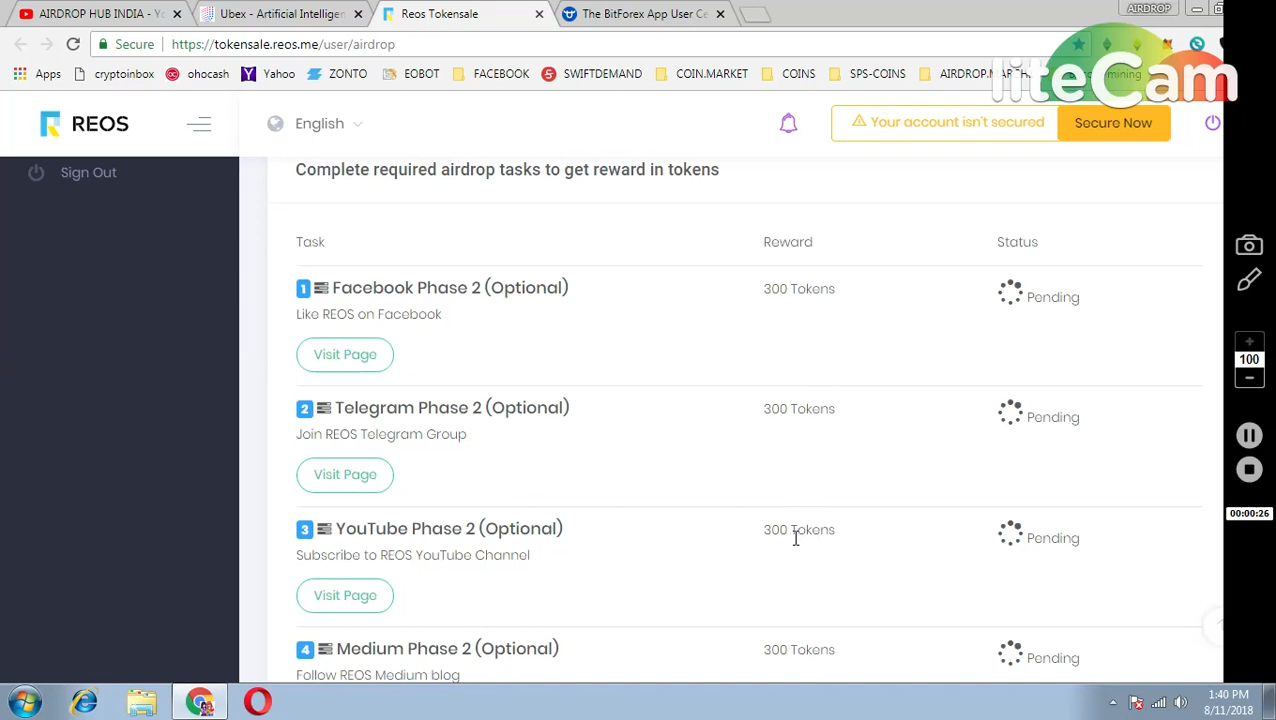 AIRDROP HUB INDIA - Yo
Ubex - Artificial Intellige
Reos Tokensale
The BitForex App User Ce
AIRDROP
Secure
https://tokensale.reos.me/user/airdrop
Apps
cryptoinbox
ohocash
Yahoo
ZONTO
EOBOT
FACEBOOK
SWIFTDEMAND
COIN.MARKET
COINS
SPS-COINS
mining
liteCam
REOS
English
Your account isn't secured
Secure Now
Sign Out
Complete required airdrop tasks to get reward in tokens
Task
Reward
Status
1 Facebook Phase 2 (Optional)
300 Tokens
Pending
Like REOS on Facebook
Visit Page
2 Telegram Phase 2 (Optional)
300 Tokens
Pending
Join REOS Telegram Group
Visit Page
3 YouTube Phase 2 (Optional)
300 Tokens
Pending
Subscribe to REOS YouTube Channel
Visit Page
4 Medium Phase 2 (Optional)
300 Tokens
Pending
Follow REOS Medium blog
100
00:00:26
1:40 PM
8/11/2018